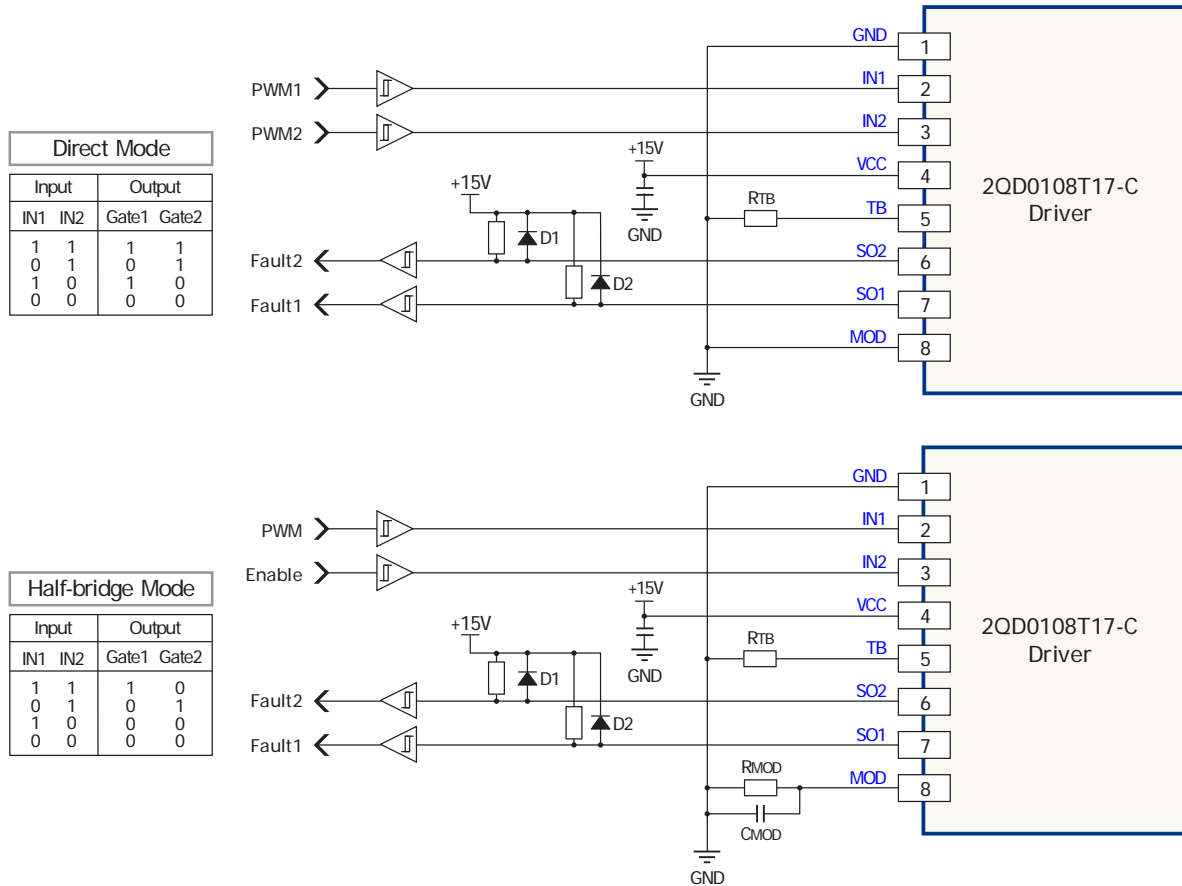 Direct Mode
Input Output
IN1 IN2 Gate1 Gate2
1 1 1 1
0 1 0 1
1 0 1 0
0 0 0 0
PWM1
PWM2
Fault2
Fault1
+15V
D1
D2
+15V
GND
RTB
GND
GND
IN1
IN2
VCC
TB
SO2
SO1
MOD
1
2
3
4
5
6
7
8
2QD0108T17-C
Driver
Half-bridge Mode
Input Output
IN1 IN2 Gate1 Gate2
1 1 1 0
0 1 0 1
1 0 0 0
0 0 0 0
PWM
Enable
Fault2
Fault1
+15V
D1
D2
+15V
GND
RTB
RMOD
CMOD
GND
GND
IN1
IN2
VCC
TB
SO2
SO1
MOD
1
2
3
4
5
6
7
8
2QD0108T17-C
Driver